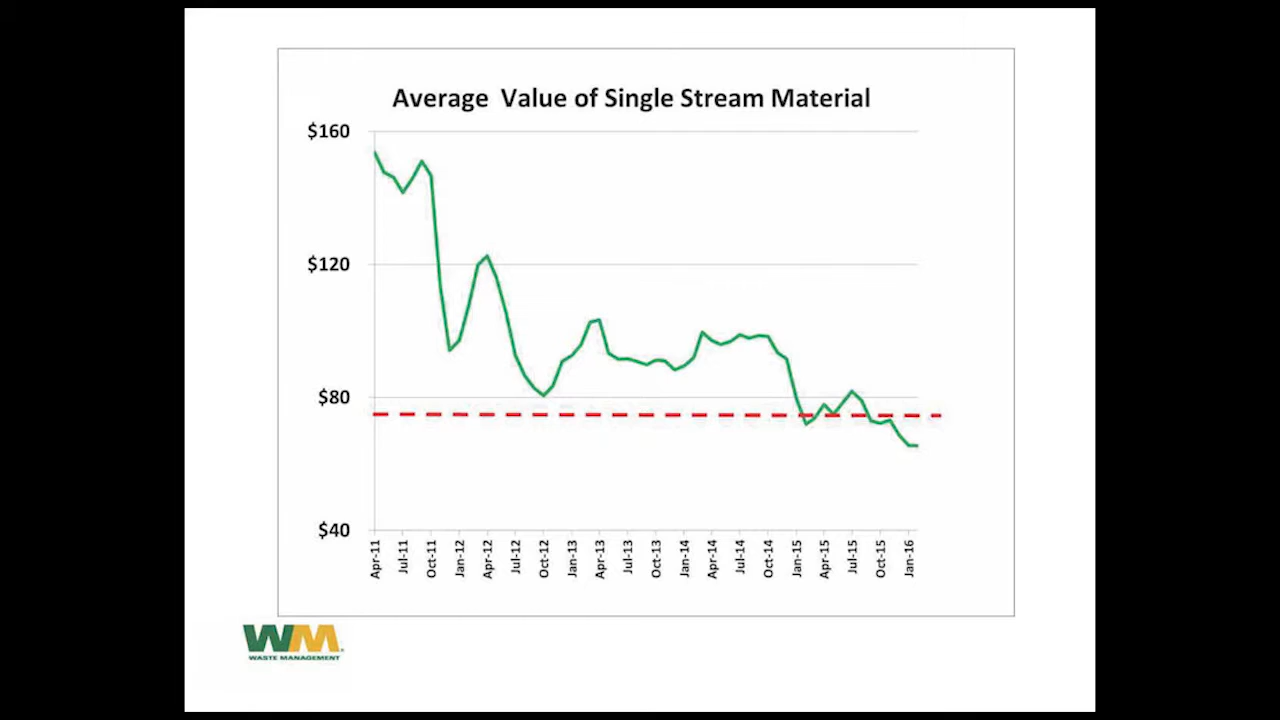 Average Value of Single Stream Material
$160
$120
$80
$40
Apr-11
Jul-11
Oct-11
Jan-12
Apr-12
Jul-12
Oct-12
Jan-13
Apr-13
Jul-13
Oct-13
Jan-14
Apr-14
Jul-14
Oct-14
Jan-15
Apr-15
Jul-15
Oct-15
Jan-16
WM
WASTE MANAGEMENT